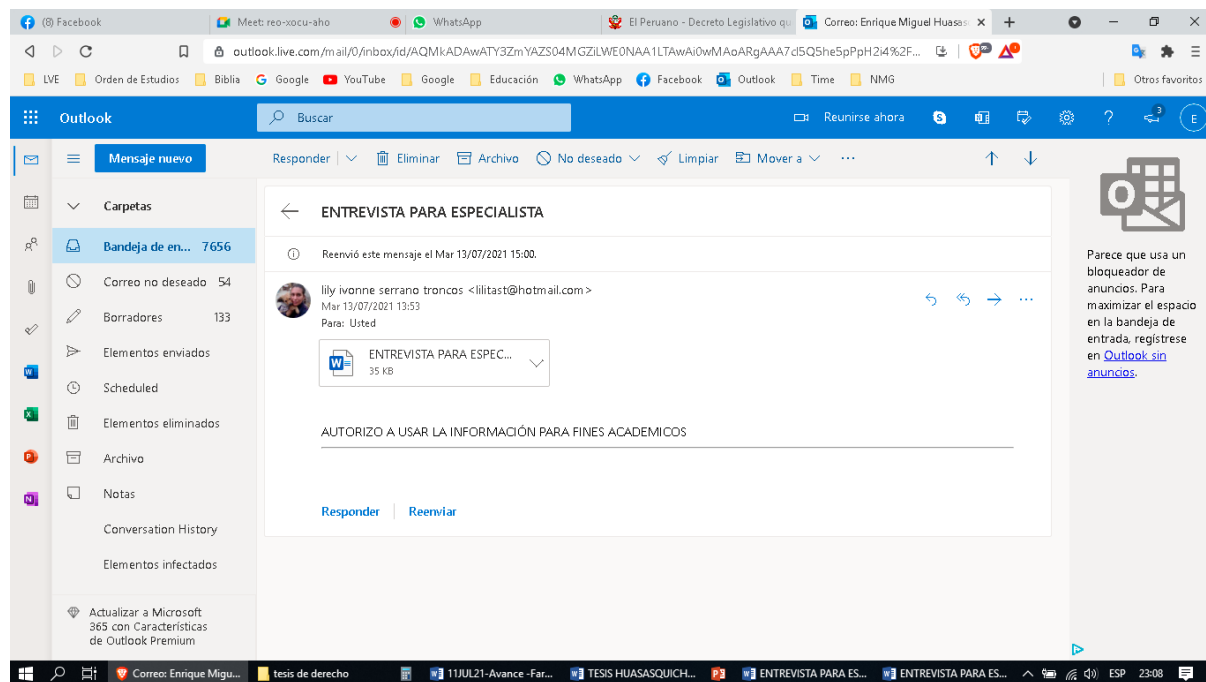 (8) Facebook
Meet: reo-xocu-aho
WhatsApp
El Peruano - Decreto Legislativo qu
Correo: Enrique Miguel Huasas
outlook.live.com/mail/0/inbox/id/AQMkADAwATY3ZmYAZS04MGZiLWE0NAA1LTAwAi0wMAoARgAAA7cl5Q5he5pPpH2i4%2F...
LVE
Orden de Estudios
Biblia
Google
YouTube
Google
Educación
WhatsApp
Facebook
Outlook
Time
NMG
Otros favoritos
Outlook
Buscar
Reunirse ahora
3
E
Mensaje nuevo
Responder
Eliminar
Archivo
No deseado
Limpiar
Mover a
Carpetas
Bandeja de en... 7656
Correo no deseado 54
Borradores 133
Elementos enviados
Scheduled
Elementos eliminados
Archivo
Notas
Conversation History
Elementos infectados
Actualizar a Microsoft
365 con Características
de Outlook Premium
ENTREVISTA PARA ESPECIALISTA
Reenvió este mensaje el Mar 13/07/2021 15:00.
lily ivonne serrano troncos <lilitast@hotmail.com>
Mar 13/07/2021 13:53
Para: Usted
ENTREVISTA PARA ESPEC...
35 KB
AUTORIZO A USAR LA INFORMACIÓN PARA FINES ACADEMICOS
Responder
Reenviar
Parece que usa un
bloqueador de
anuncios. Para
maximizar el espacio
en la bandeja de
entrada, regístrese
en Outlook sin
anuncios.
Correo: Enrique Migu...
tesis de derecho
11JUL21-Avance -Far...
TESIS HUASASQUICH...
ENTREVISTA PARA ES...
ENTREVISTA PARA ES...
ESP
23:08